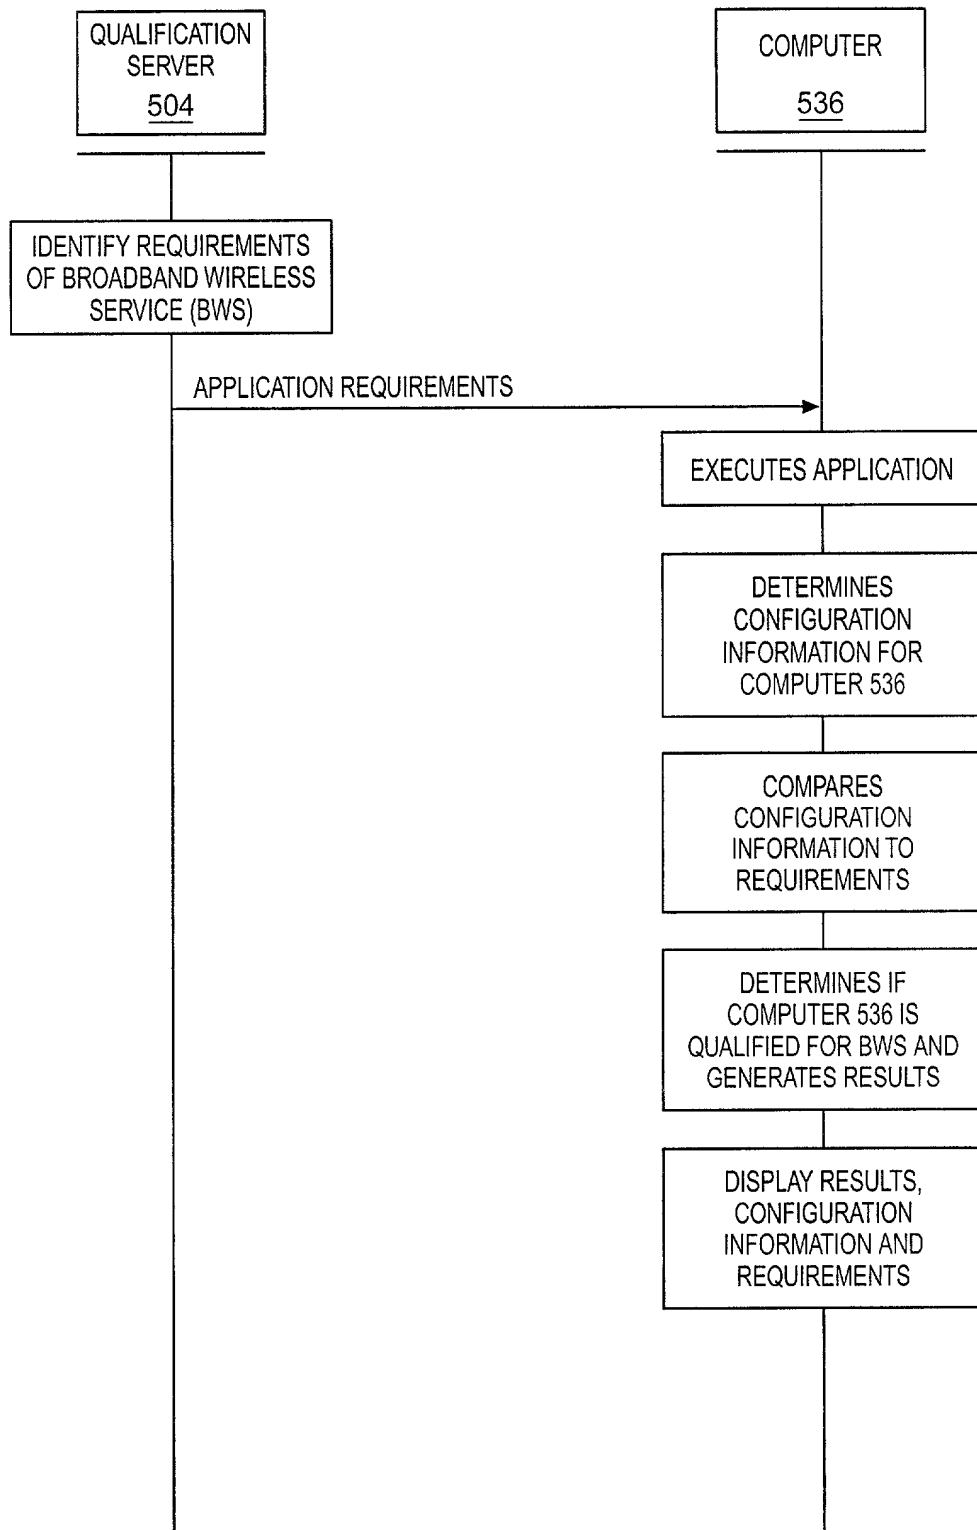 QUALIFICATION
SERVER
504
COMPUTER
536
IDENTIFY REQUIREMENTS
OF BROADBAND WIRELESS
SERVICE (BWS)
APPLICATION REQUIREMENTS
EXECUTES APPLICATION
DETERMINES
CONFIGURATION
INFORMATION FOR
COMPUTER 536
COMPARES
CONFIGURATION
INFORMATION TO
REQUIREMENTS
DETERMINES IF
COMPUTER 536 IS
QUALIFIED FOR BWS AND
GENERATES RESULTS
DISPLAY RESULTS,
CONFIGURATION
INFORMATION AND
REQUIREMENTS